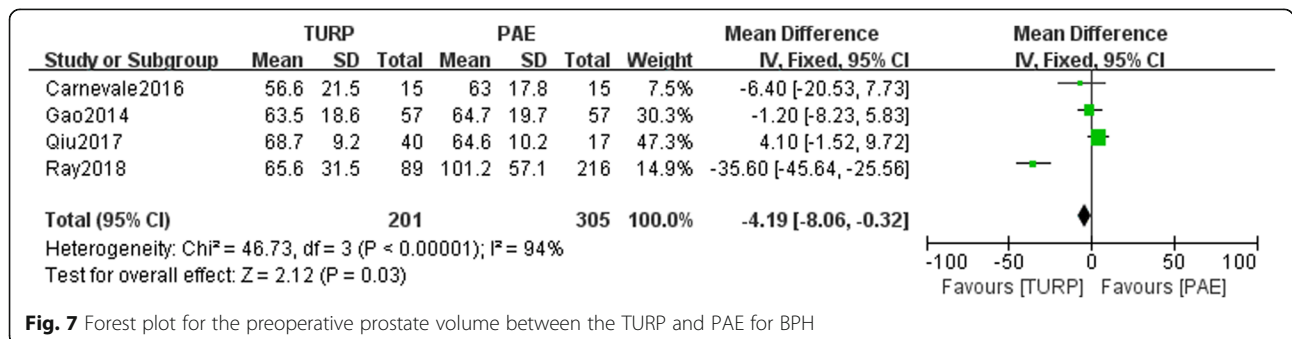 TURP PAE Mean Difference Mean Difference
Study or Subgroup Mean SD Total Mean SD Total Weight IV, Fixed, 95% CI IV, Fixed, 95% CI
Carnevale2016 56.6 21.5 15 63 17.8 15 7.5% -6.40 [-20.53, 7.73]
Gao2014 63.5 18.6 57 64.7 19.7 57 30.3% -1.20 [-8.23, 5.83]
Qiu2017 68.7 9.2 40 64.6 10.2 17 47.3% 4.10 [-1.52, 9.72]
Ray2018 65.6 31.5 89 101.2 57.1 216 14.9% -35.60 [-45.64, -25.56]
Total (95% CI) 201 305 100.0% -4.19 [-8.06, -0.32]
Heterogeneity: Chi² = 46.73, df = 3 (P < 0.00001); I² = 94%
Test for overall effect: Z = 2.12 (P = 0.03)
-100 -50 0 50 100
Favours [TURP] Favours [PAE]
Fig. 7 Forest plot for the preoperative prostate volume between the TURP and PAE for BPH